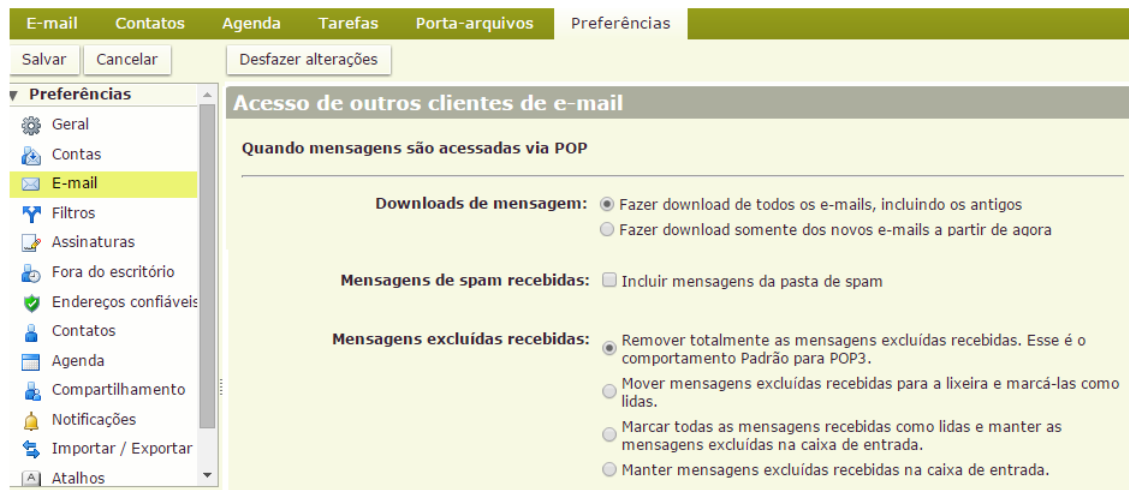 E-mail Contatos Agenda Tarefas Porta-arquivos Preferências
Salvar Cancelar Desfazer alterações
Preferências
Geral
Contas
E-mail
Filtros
Assinaturas
Fora do escritório
Endereços confiáveis
Contatos
Agenda
Compartilhamento
Notificações
Importar / Exportar
A Atalhos
Acesso de outros clientes de e-mail
Quando mensagens são acessadas via POP
Downloads de mensagem: Fazer download de todos os e-mails, incluindo os antigos
Fazer download somente dos novos e-mails a partir de agora
Mensagens de spam recebidas: Incluir mensagens da pasta de spam
Mensagens excluídas recebidas: Remover totalmente as mensagens excluídas recebidas. Esse é o
comportamento Padrão para POP3.
Mover mensagens excluídas recebidas para a lixeira e marcá-las como
lidas.
Marcar todas as mensagens recebidas como lidas e manter as
mensagens excluídas na caixa de entrada.
Manter mensagens excluídas recebidas na caixa de entrada.